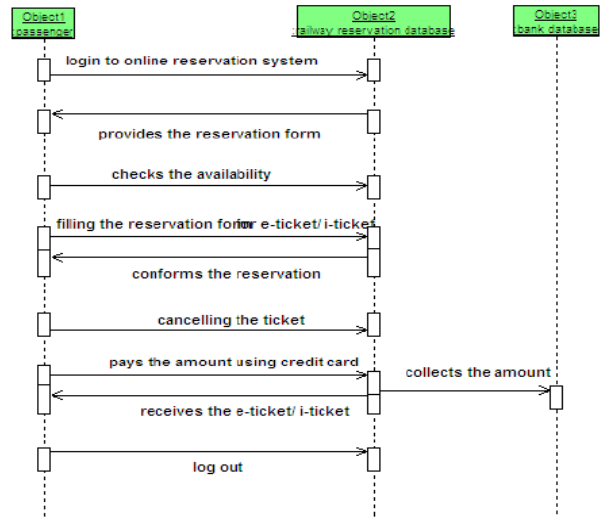 Object1
:passenger
Object2
:railway reservation database
Object3
:bank database
login to online reservation system
provides the reservation form
checks the availability
filling the reservation form for e-ticket/ i-ticket
conforms the reservation
cancelling the ticket
pays the amount using credit card
collects the amount
receives the e-ticket/ i-ticket
log out